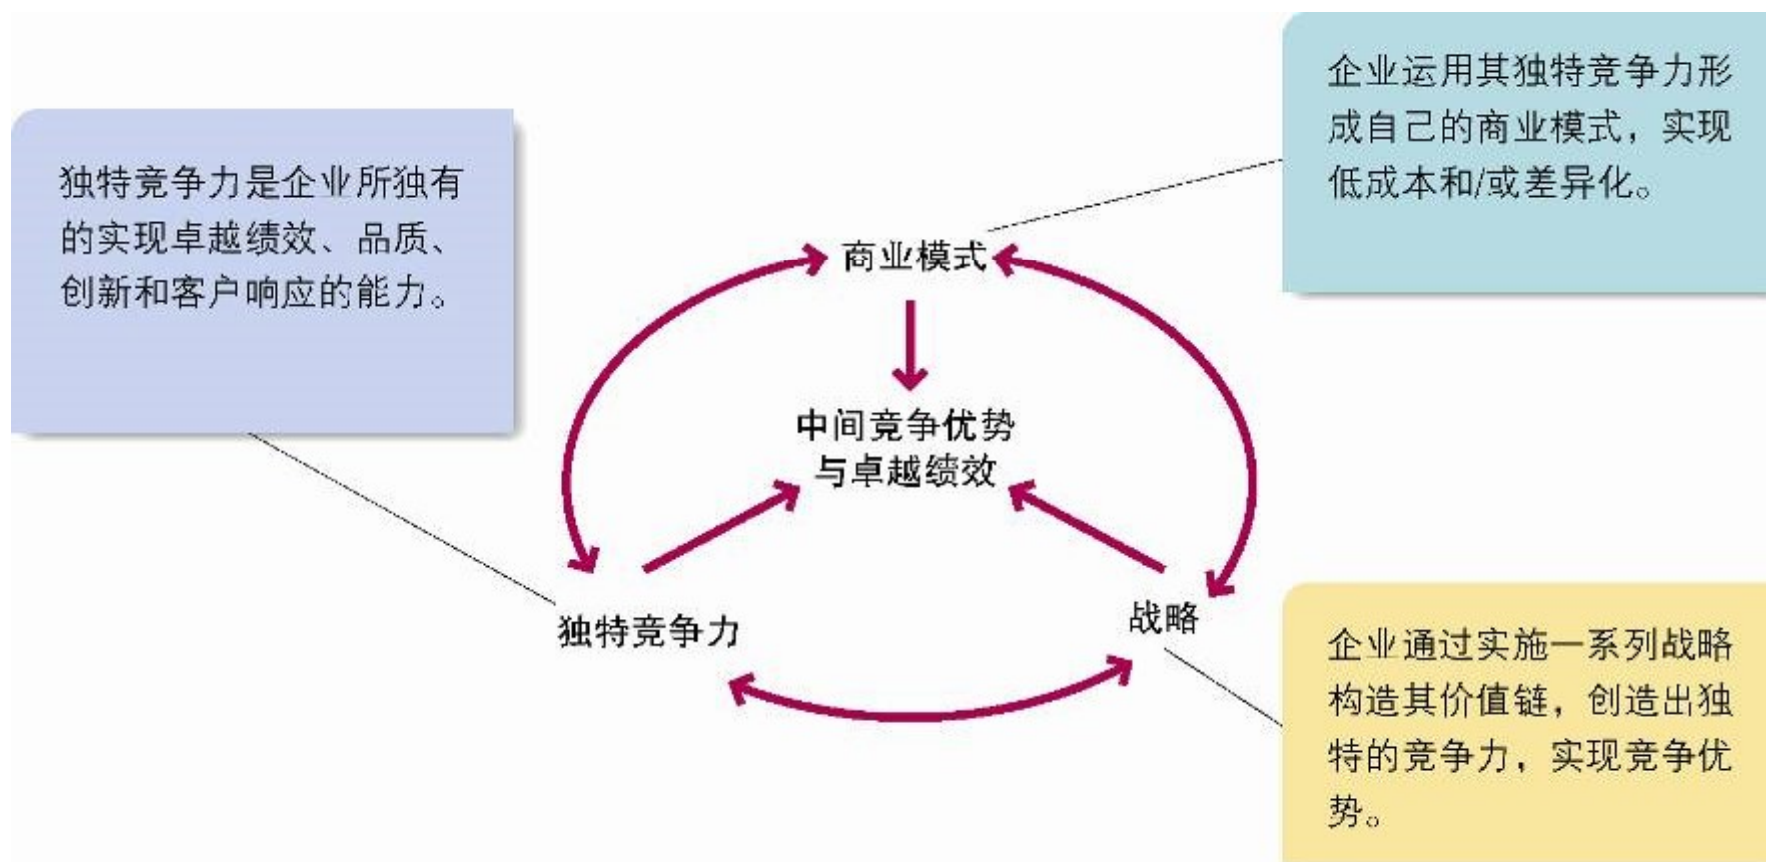 企业运用其独特竞争力形
成自己的商业模式，实现
低成本和/或差异化。
独特竞争力是企业所独有
的实现卓越绩效、品质、
创新和客户响应的能力。
商业模式
中间竞争优势
与卓越绩效
独特竞争力
战略
企业通过实施一系列战略
构造其价值链，创造出独
特的竞争力，实现竞争优
势。